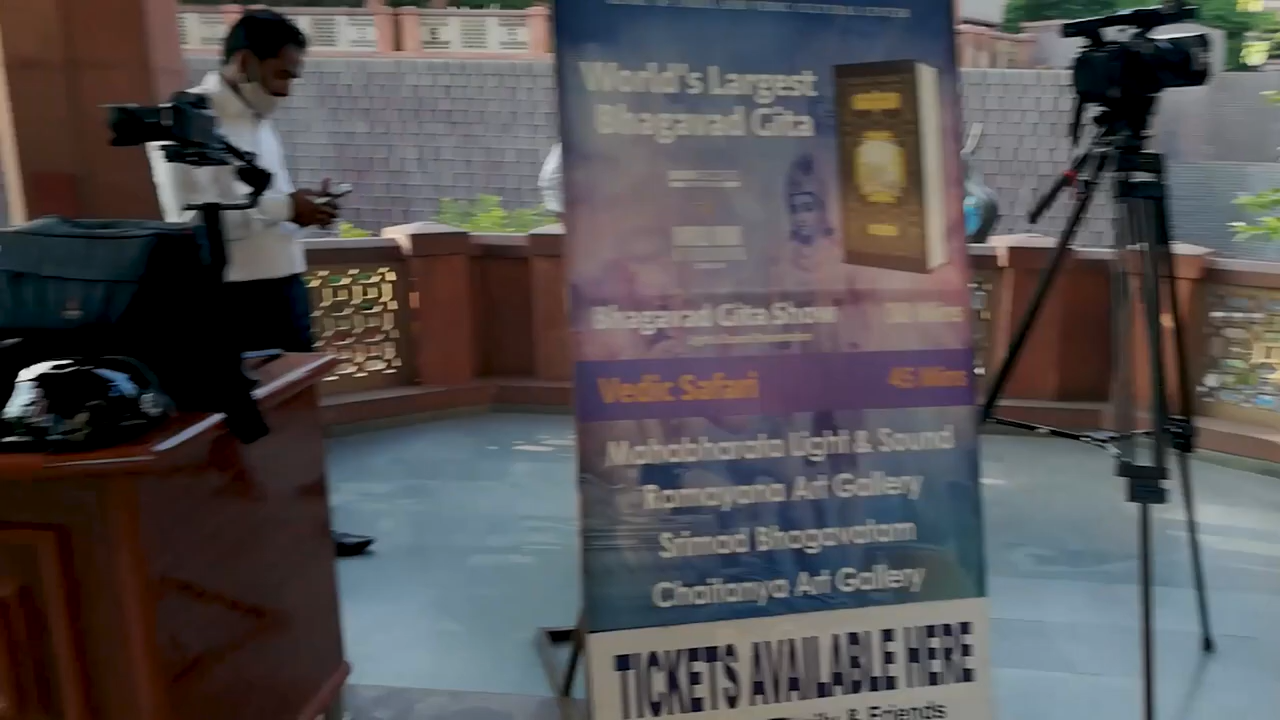 World's Largest
Bhagavad Gita
Bhagavad Gita Show
Vedic Safari 45 Mins
Mahabharata Light & Sound
Ramayana Art Gallery
Srimad Bhagavatam
Chaitanya Art Gallery
TICKETS AVAILABLE HERE
& Friends